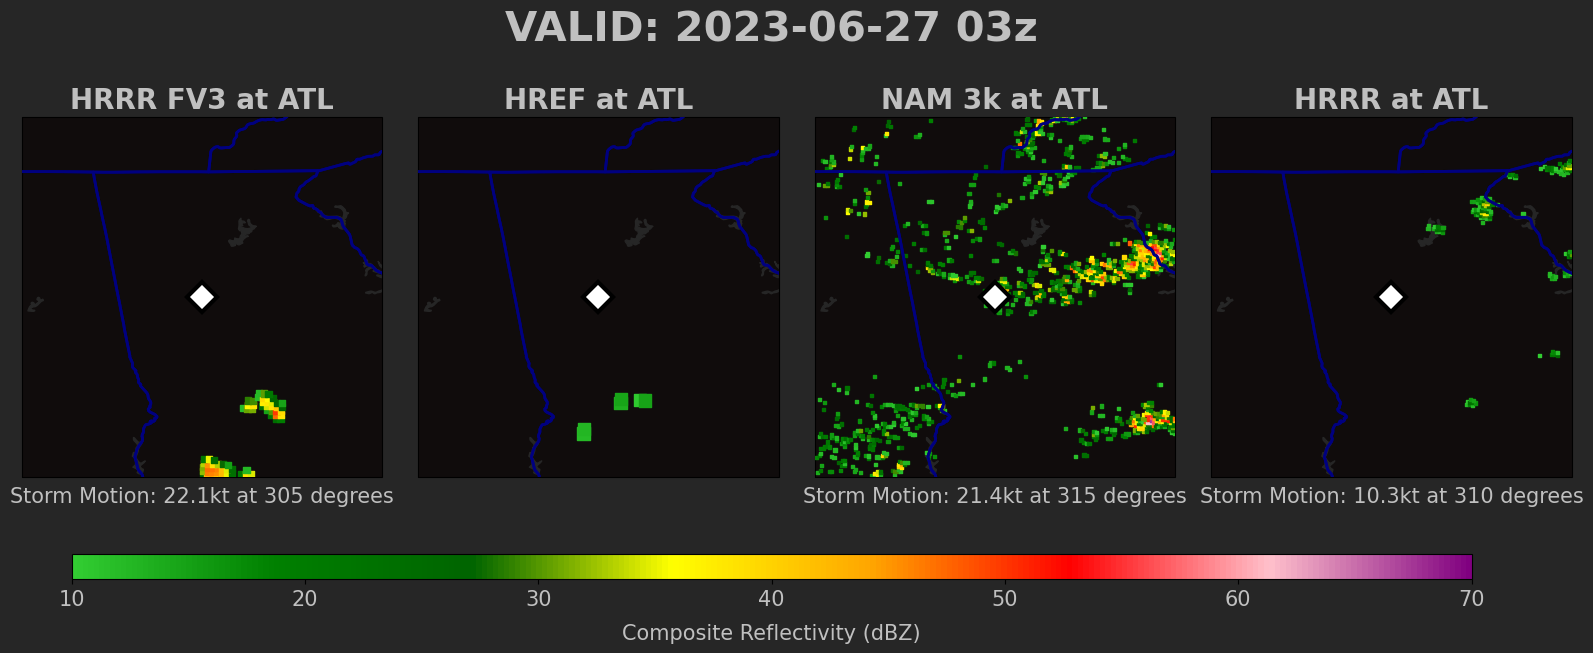 VALID: 2023-06-27 03z
HRRR FV3 at ATL
HREF at ATL
NAM 3k at ATL
HRRR at ATL
Storm Motion: 22.1kt at 305 degrees
Storm Motion: 21.4kt at 315 degrees
Storm Motion: 10.3kt at 310 degrees
10 20 30 40 50 60 70
Composite Reflectivity (dBZ)